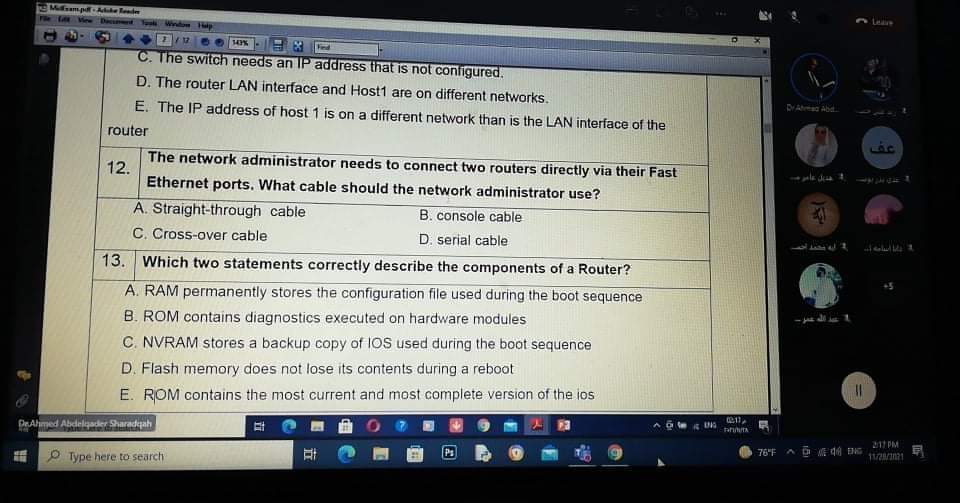 MidExam.pdf - Adobe Reader
File Edit View Document Tools Window Help
7 / 12 143% Find
C. The switch needs an IP address that is not configured.
D. The router LAN interface and Host1 are on different networks.
E. The IP address of host 1 is on a different network than is the LAN interface of the
router
12. The network administrator needs to connect two routers directly via their Fast
Ethernet ports. What cable should the network administrator use?
A. Straight-through cable B. console cable
C. Cross-over cable D. serial cable
13. Which two statements correctly describe the components of a Router?
A. RAM permanently stores the configuration file used during the boot sequence
B. ROM contains diagnostics executed on hardware modules
C. NVRAM stores a backup copy of IOS used during the boot sequence
D. Flash memory does not lose its contents during a reboot
E. ROM contains the most current and most complete version of the ios
Leave
Dr.Ahmed Abd...
عف
+5
Dr.Ahmed Abdelqader Sharadqah
ENG
Type here to search
Ps
76°F ENG
2:17 PM
11/28/2021